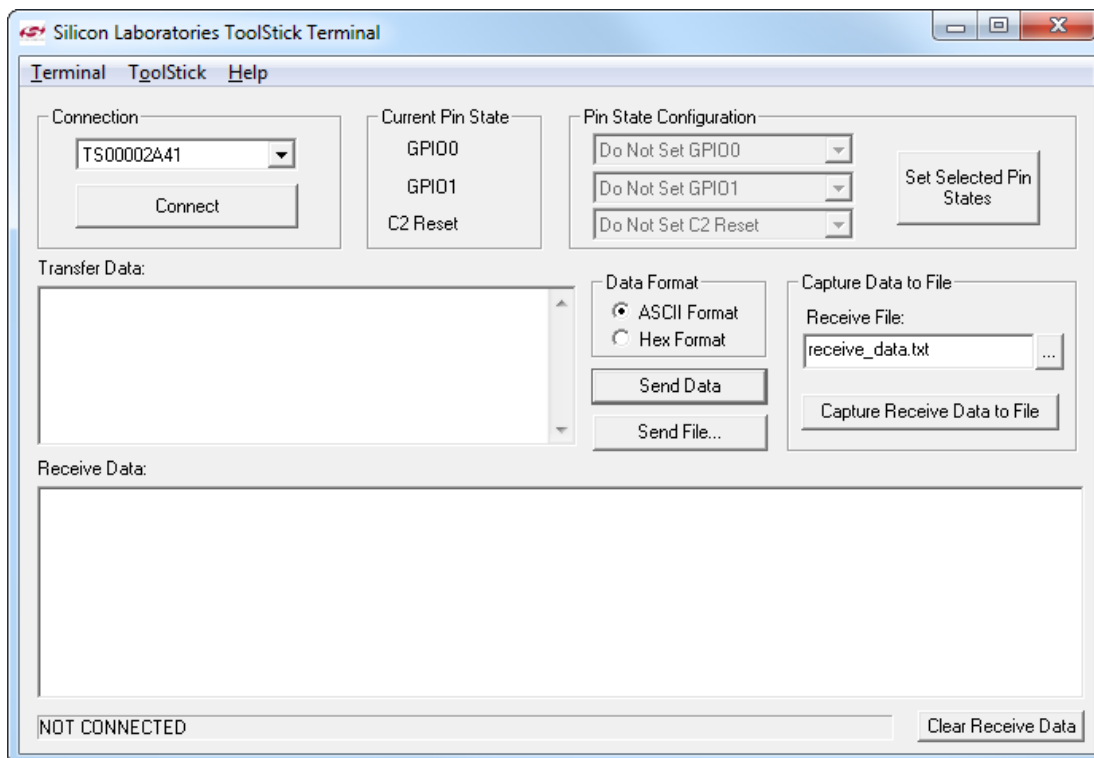 Silicon Laboratories ToolStick Terminal
Terminal ToolStick Help
Connection
TS00002A41
Connect
Current Pin State
GPIO0
GPIO1
C2 Reset
Pin State Configuration
Do Not Set GPIO0
Do Not Set GPIO1
Do Not Set C2 Reset
Set Selected Pin
States
Transfer Data:
Data Format
ASCII Format
Hex Format
Send Data
Send File...
Capture Data to File
Receive File:
receive_data.txt
...
Capture Receive Data to File
Receive Data:
NOT CONNECTED
Clear Receive Data